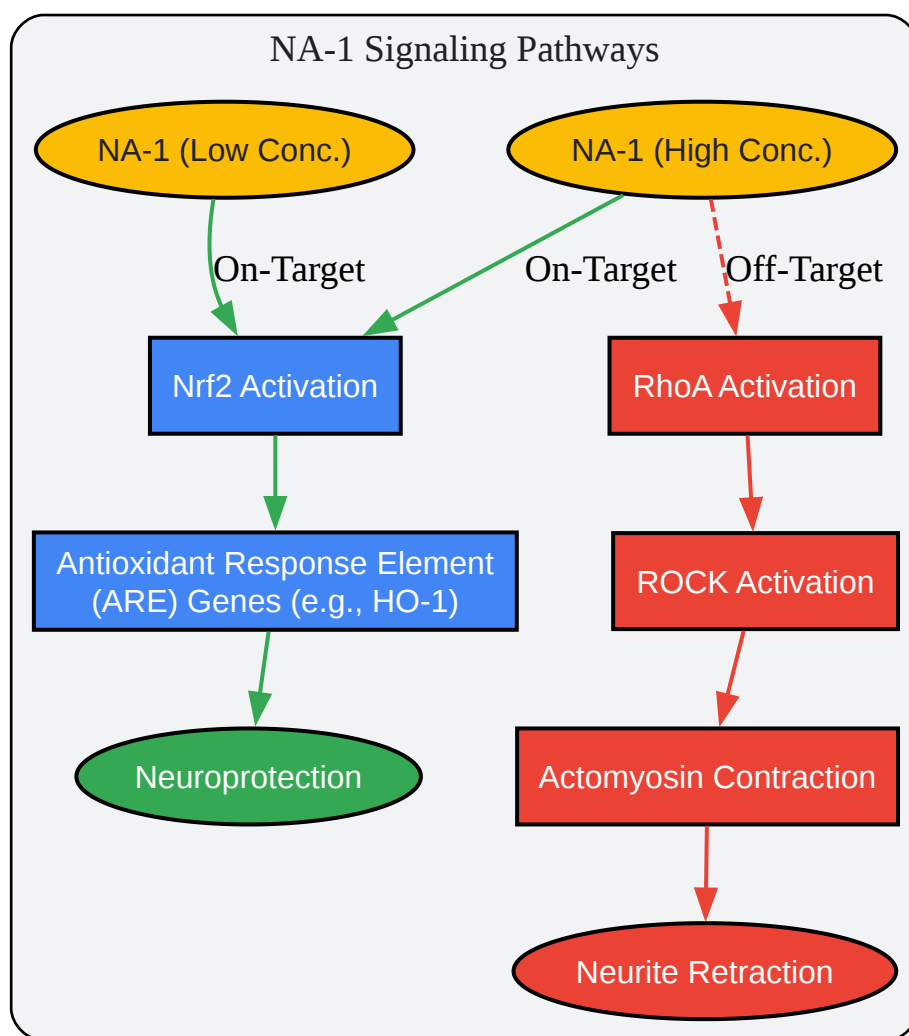 NA-1 Signaling Pathways
NA-1 (Low Conc.)
NA-1 (High Conc.)
On-Target
On-Target
Off-Target
Nrf2 Activation
RhoA Activation
Antioxidant Response Element
(ARE) Genes (e.g., HO-1)
ROCK Activation
Neuroprotection
Actomyosin Contraction
Neurite Retraction